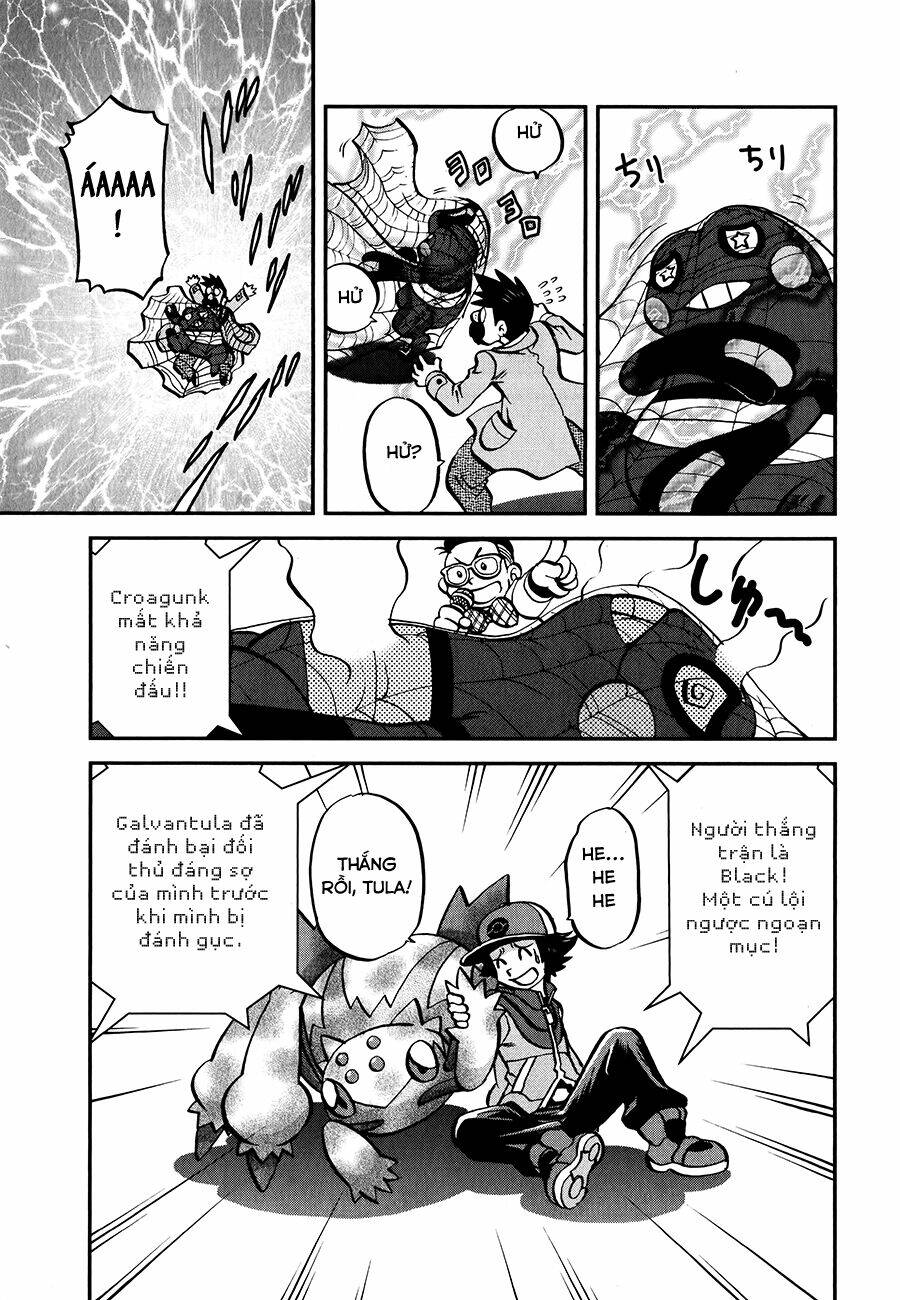 ちり
ちり
HỬ
ヨロ
ヨロ
HỬ
HỬ?
ÁAAAA
!
しゅ〜
Croagunk
mất khả
năng
chiến
đấu!!
G
Người thắng
trận là
Black!
Một cú lội
ngược ngoạn
mục!
HE...
HE
HE
THẮNG
RỒI, TULA!
Galvantula đã
đánh bại đối
thủ đáng sợ
của mình trước
khi mình bị
đánh gục.